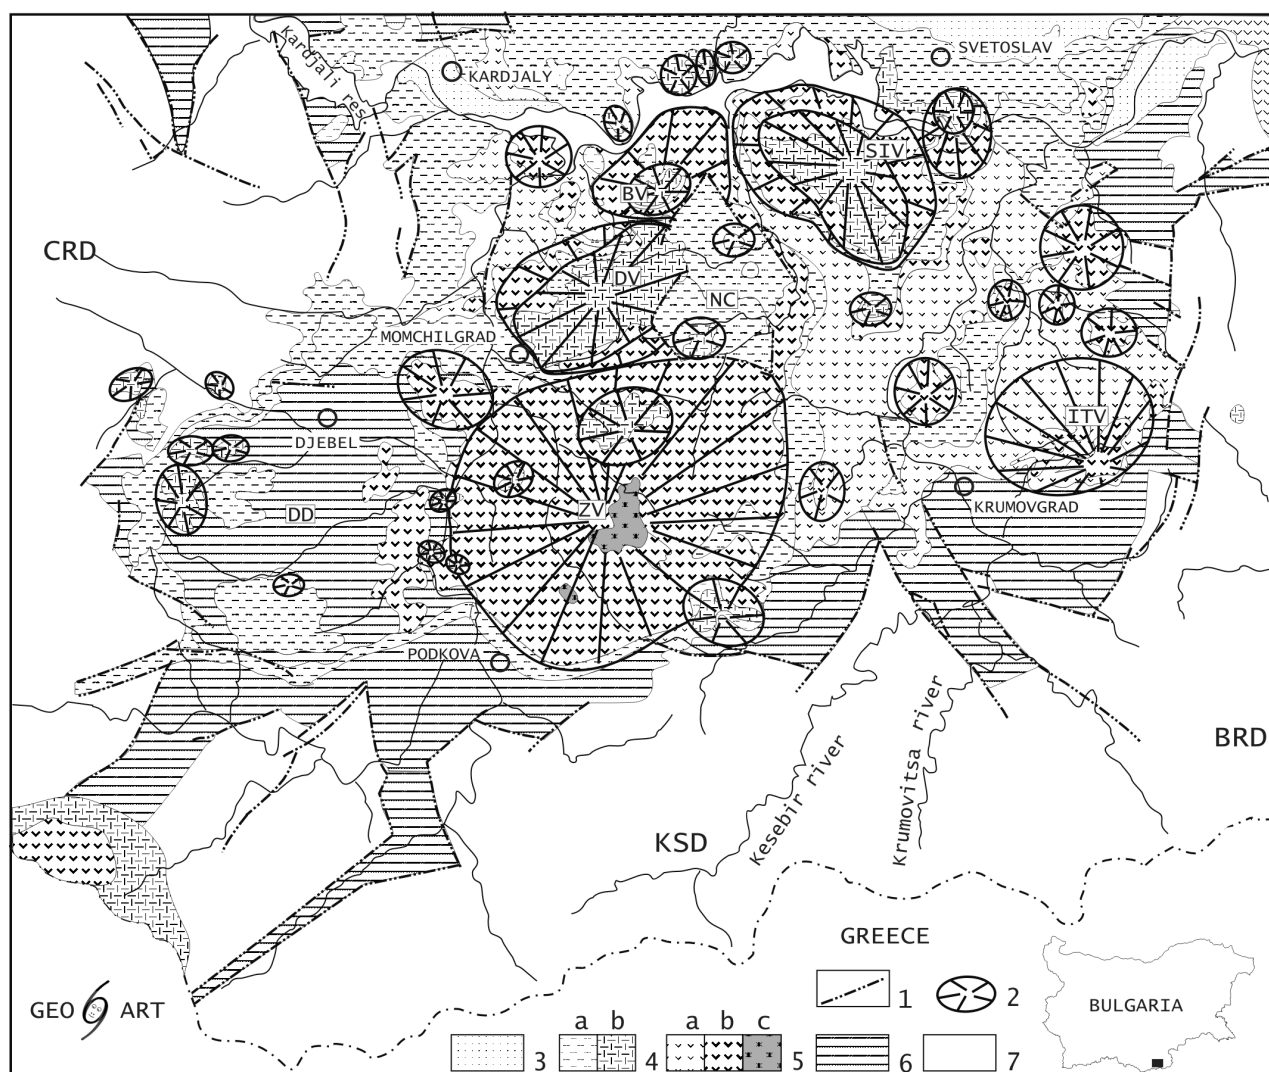 Kardjali res.
KARDJALY
SVETOSLAV
SIV
BV
CRD
DV
NC
MOMCHILGRAD
ITV
DJEBEL
DD
ZV
KRUMOVGRAD
PODKOVA
Kesebir river
Krumovitsa river
BRD
KSD
GREECE
GEO ART
1
2
BULGARIA
a b
a b c
3
4
5
6
7